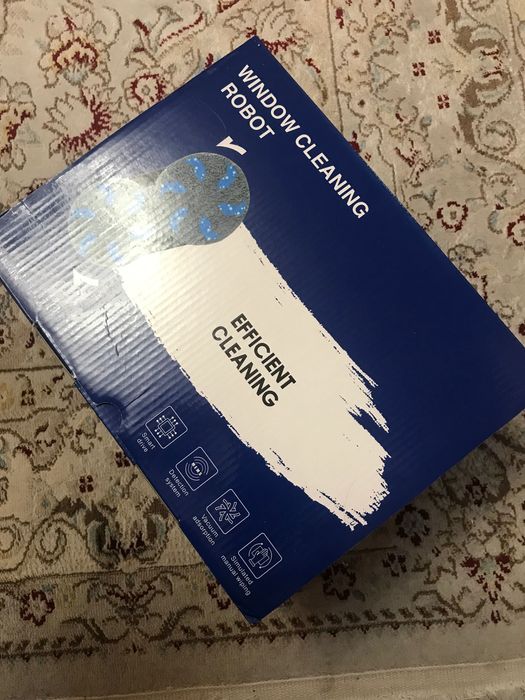 WINDOW CLEANING
ROBOT
EFFICIENT
CLEANING
Smart
drive
Detection
system
Vacuum
adsorption
Simulated
manual wiping